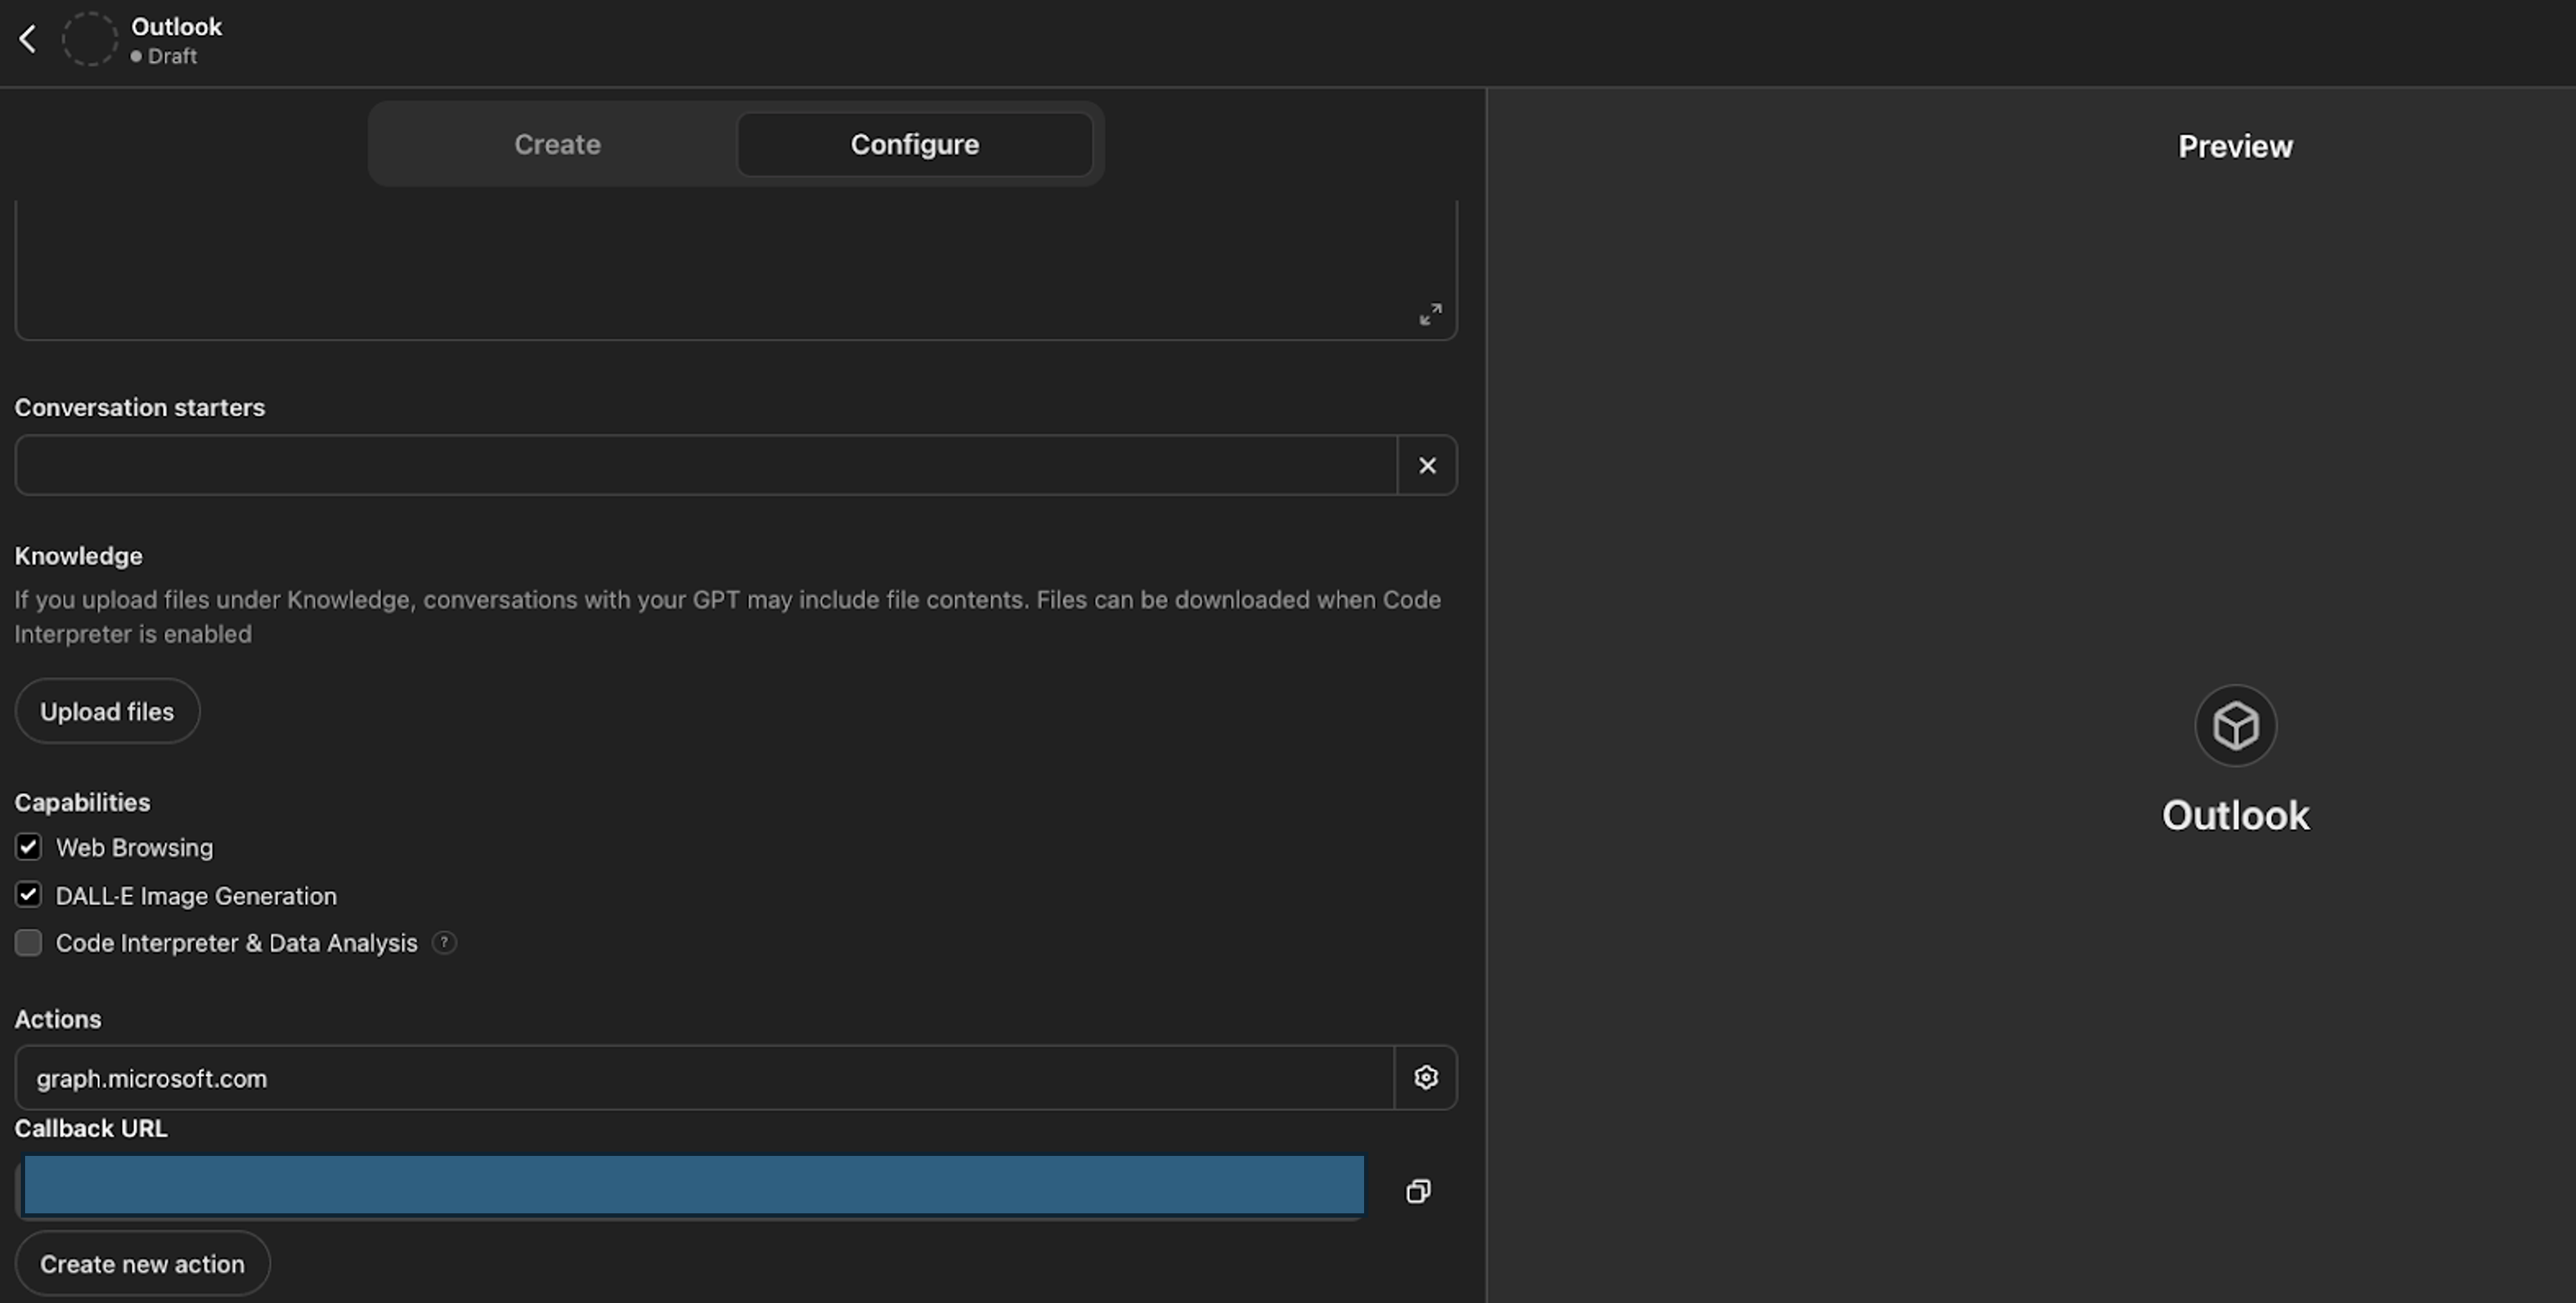 Outlook
Draft
Create
Configure
Preview
Conversation starters
Knowledge
If you upload files under Knowledge, conversations with your GPT may include file contents. Files can be downloaded when Code
Interpreter is enabled
Upload files
Capabilities
Web Browsing
DALL·E Image Generation
Code Interpreter & Data Analysis ?
Outlook
Actions
graph.microsoft.com
Callback URL
Create new action